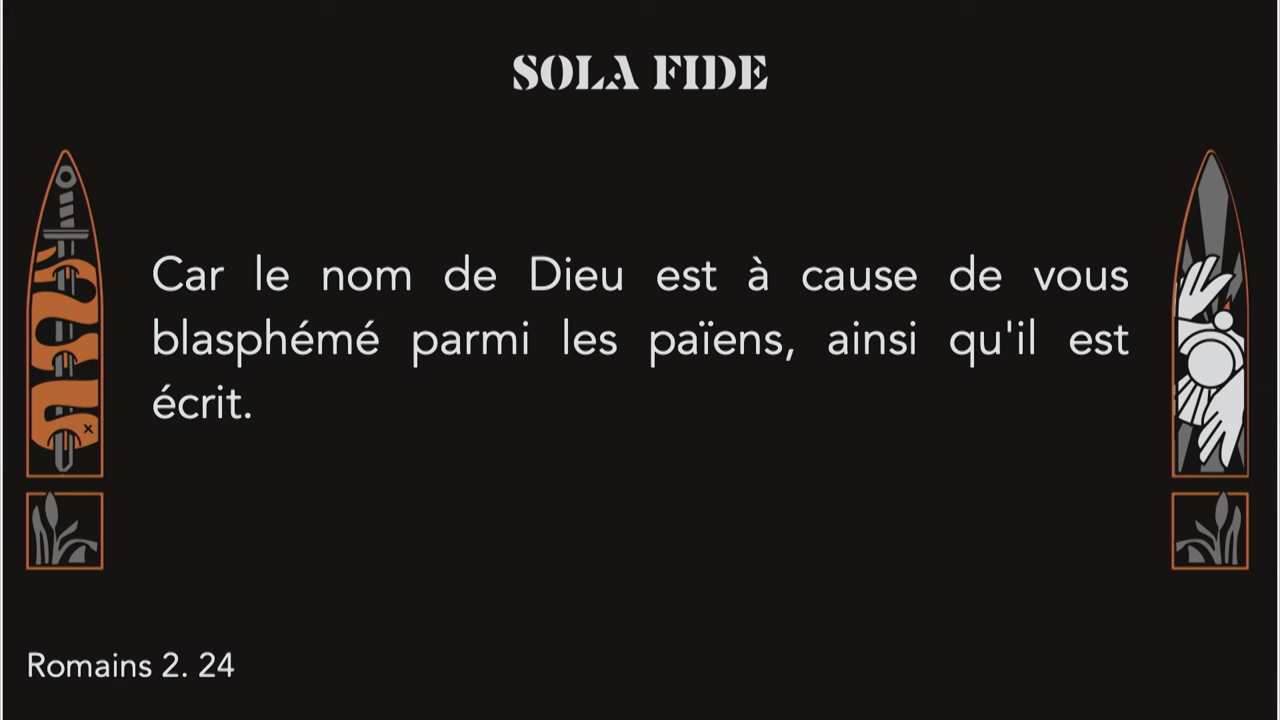 SOLA FIDE
Car le nom de Dieu est à cause de vous
blasphémé parmi les païens, ainsi qu'il est
écrit.
Romains 2. 24